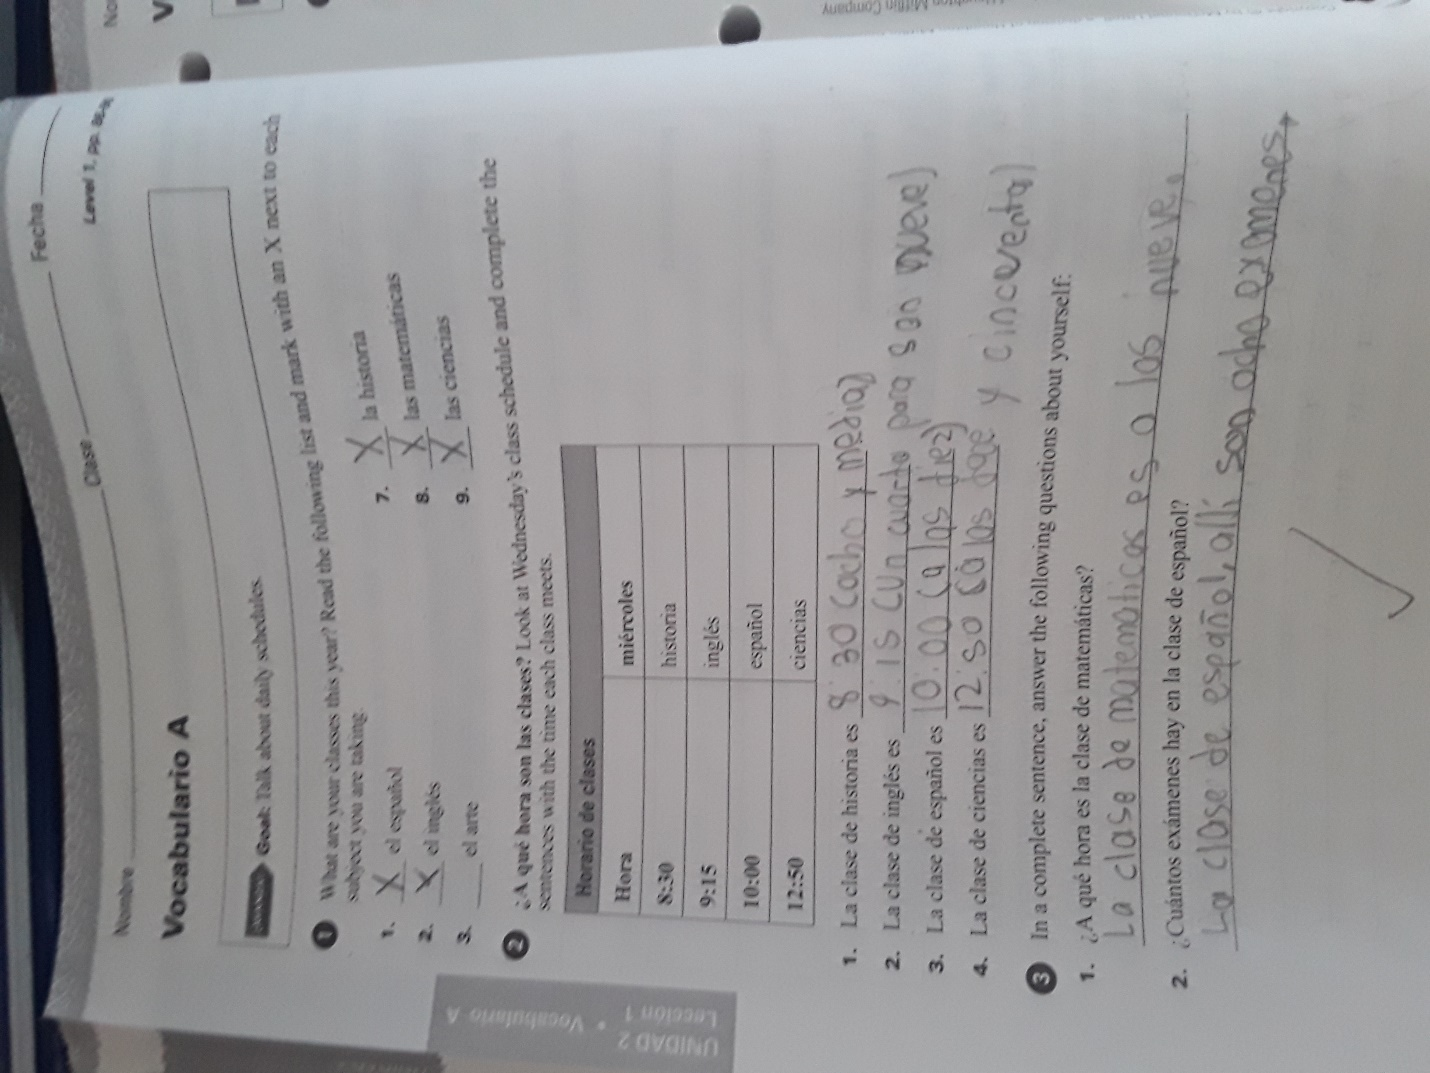 Nombre Clase Fecha
Vocabulario A
Level 1, pp.
Goal: Talk about daily schedules.
1 What are your classes this year? Read the following list and mark with an X next to each
subject you are taking.
1. X el español 7. X la historia
2. X el inglés 8. X las matemáticas
3. el arte 9. X las ciencias
2 ¿A qué hora son las clases? Look at Wednesday's class schedule and complete the
sentences with the time each class meets.
Horario de clases
Hora miércoles
8:30 historia
9:15 inglés
10:00 español
12:50 ciencias
1. La clase de historia es 8:30 (ocho y media)
2. La clase de inglés es 9:15 (un cuarto para son nueve)
3. La clase de español es 10:00 (a las diez)
4. La clase de ciencias es 12:50 (a las doce y cincuenta)
3 In a complete sentence, answer the following questions about yourself:
1. ¿A qué hora es la clase de matemáticas?
La clase de matemáticas es a las nueve.
2. ¿Cuántos exámenes hay en la clase de español?
La clase de español, allí son ocho exámenes.
UNIDAD 2
Lección 1 • Vocabulario A
Mifflin Company